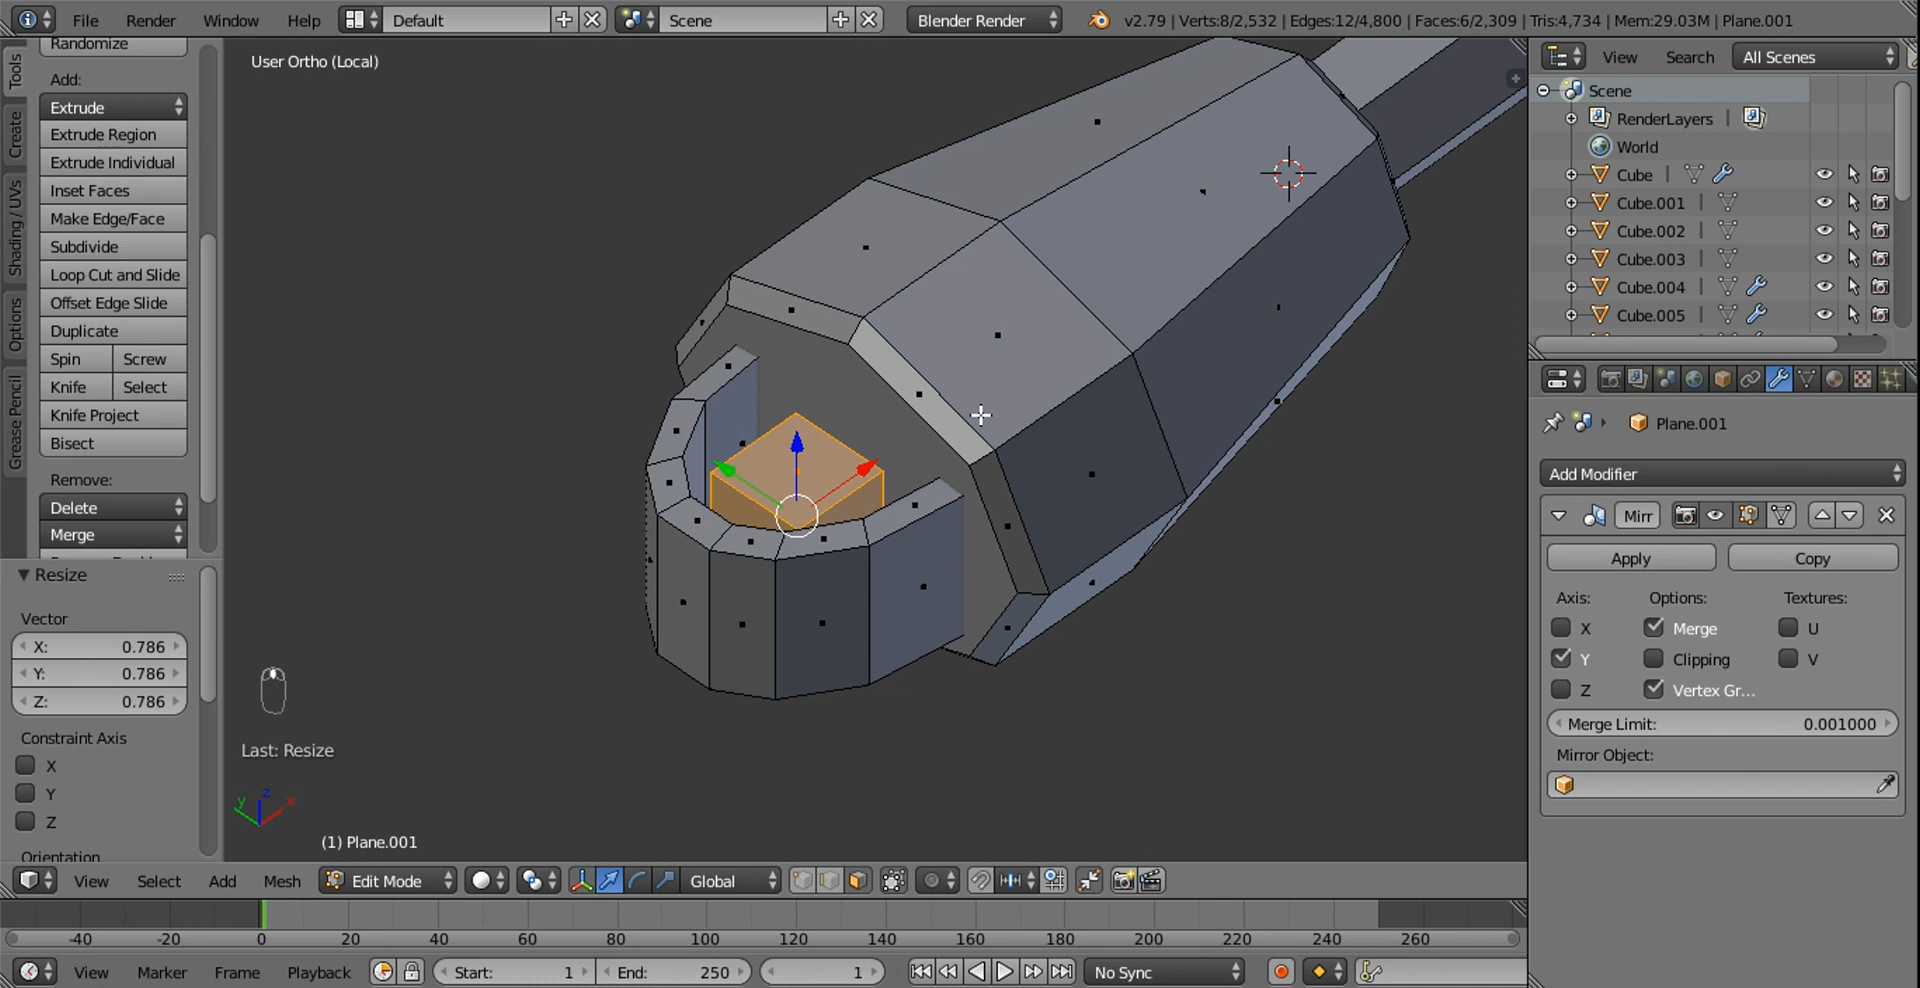 File Render Window Help Default Scene Blender Render v2.79 | Verts:8/2,532 | Edges:12/4,800 | Faces:6/2,309 | Tris:4,734 | Mem:29.03M | Plane.001
Tools
Create
Shading / UVs
Options
Grease Pencil
Randomize
Add:
Extrude
Extrude Region
Extrude Individual
Inset Faces
Make Edge/Face
Subdivide
Loop Cut and Slide
Offset Edge Slide
Duplicate
Spin Screw
Knife Select
Knife Project
Bisect
Remove:
Delete
Merge
Resize
Vector
X: 0.786
Y: 0.786
Z: 0.786
Constraint Axis
X
Y
Z
Orientation
User Ortho (Local)
Last: Resize
y z x
(1) Plane.001
View Select Add Mesh Edit Mode Global
-40 -20 0 20 40 60 80 100 120 140 160 180 200 220 240 260
View Marker Frame Playback Start: 1 End: 250 1 No Sync
View Search All Scenes
Scene
RenderLayers |
World
Cube |
Cube.001 |
Cube.002 |
Cube.003 |
Cube.004 |
Cube.005 |
Plane.001
Add Modifier
Mirr
Apply Copy
Axis: Options: Textures:
X Merge U
Y Clipping V
Z Vertex Gr...
Merge Limit: 0.001000
Mirror Object: